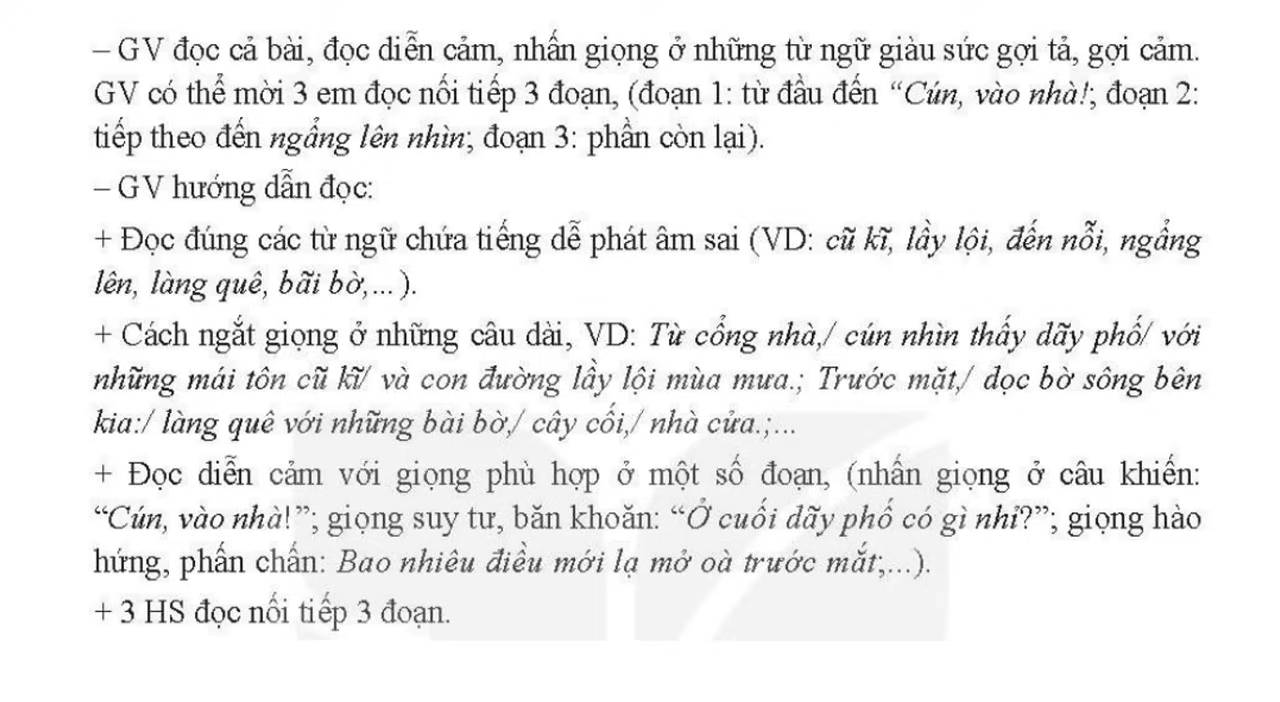 – GV đọc cả bài, đọc diễn cảm, nhấn giọng ở những từ ngữ giàu sức gợi tả, gợi cảm.
GV có thể mời 3 em đọc nối tiếp 3 đoạn, (đoạn 1: từ đầu đến “Cún, vào nhà!; đoạn 2:
tiếp theo đến ngẩng lên nhìn; đoạn 3: phần còn lại).
– GV hướng dẫn đọc:
+ Đọc đúng các từ ngữ chứa tiếng dễ phát âm sai (VD: cũ kĩ, lầy lội, đến nỗi, ngẩng
lên, làng quê, bãi bờ,... ).
+ Cách ngắt giọng ở những câu dài, VD: Từ cổng nhà,/ cún nhìn thấy dãy phố/ với
những mái tôn cũ kĩ/ và con đường lầy lội mùa mưa.; Trước mặt,/ dọc bờ sông bên
kia:/ làng quê với những bài bờ,/ cây cối,/ nhà cửa.;...
+ Đọc diễn cảm với giọng phù hợp ở một số đoạn, (nhấn giọng ở câu khiến:
“Cún, vào nhà!”; giọng suy tư, băn khoăn: “Ở cuối dãy phố có gì nhỉ?”; giọng hào
hứng, phấn chấn: Bao nhiêu điều mới lạ mở oà trước mắt;...).
+ 3 HS đọc nối tiếp 3 đoạn.